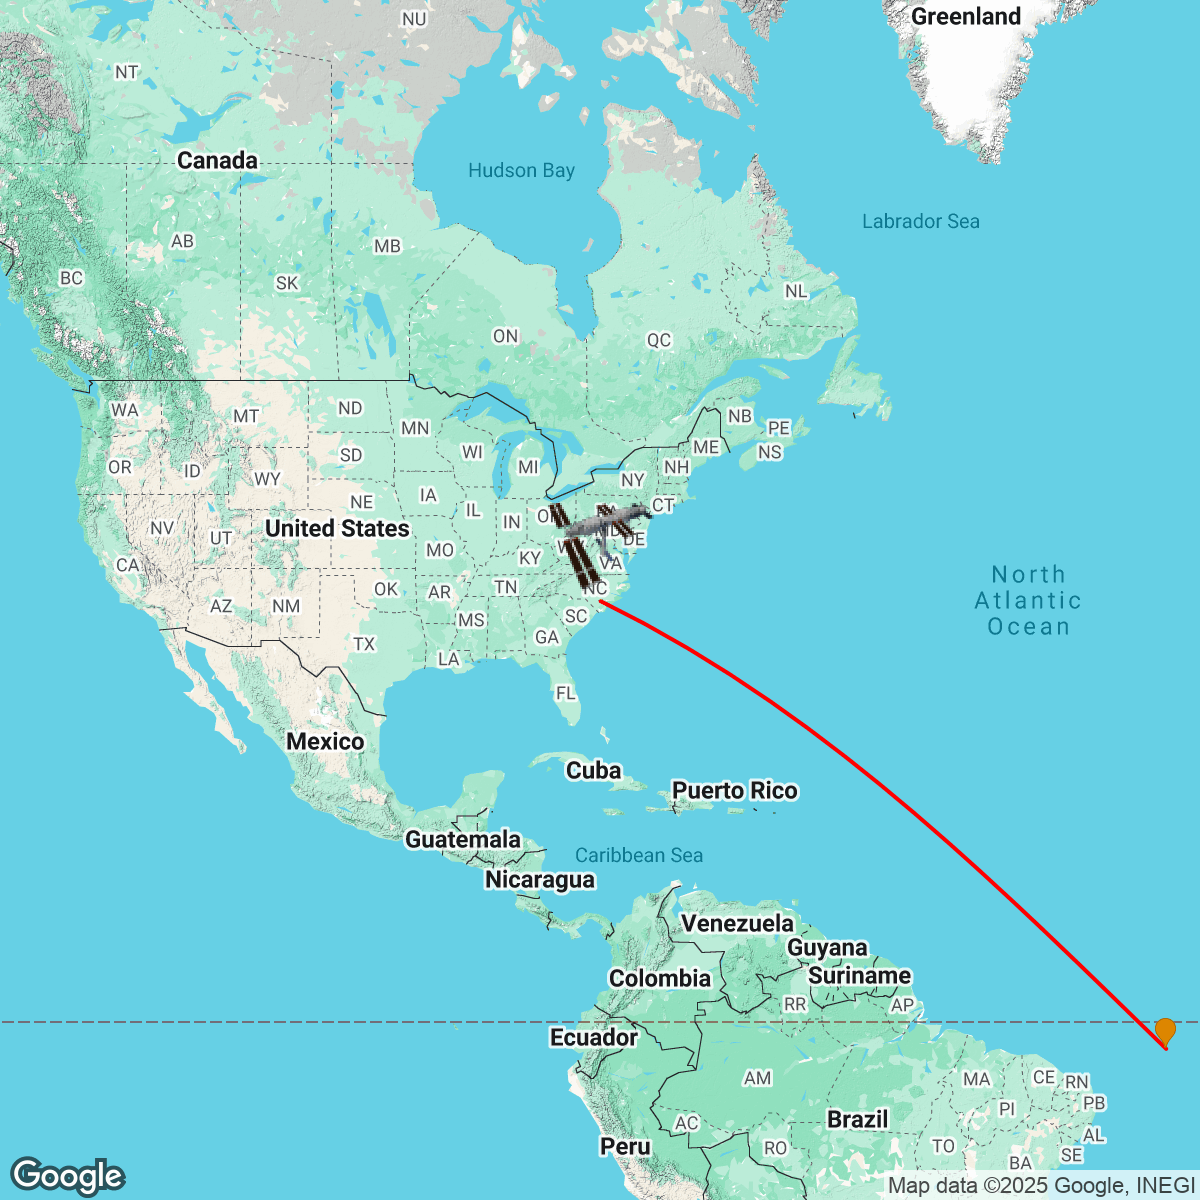 Greenland
NU
NT
Canada
Hudson Bay
Labrador Sea
AB
MB
BC
SK
NL
ON
QC
WA
MT
ND
MN
NB
PE
ME
NS
OR
ID
SD
WI
MI
NH
WY
NY
NE
IA
IL
CT
NV
United States
IN
UT
DE
MO
KY
CA
VA
North
Atlantic
Ocean
OK
AR
TN
NC
AZ
NM
MS
SC
TX
GA
LA
FL
Mexico
Cuba
Puerto Rico
Guatemala
Caribbean Sea
Nicaragua
Venezuela
Guyana
Suriname
Colombia
RR
AP
Ecuador
AM
MA
CE
RN
PI
PB
AC
Brazil
AL
Peru
RO
TO
SE
BA
Google
Map data ©2025 Google, INEGI